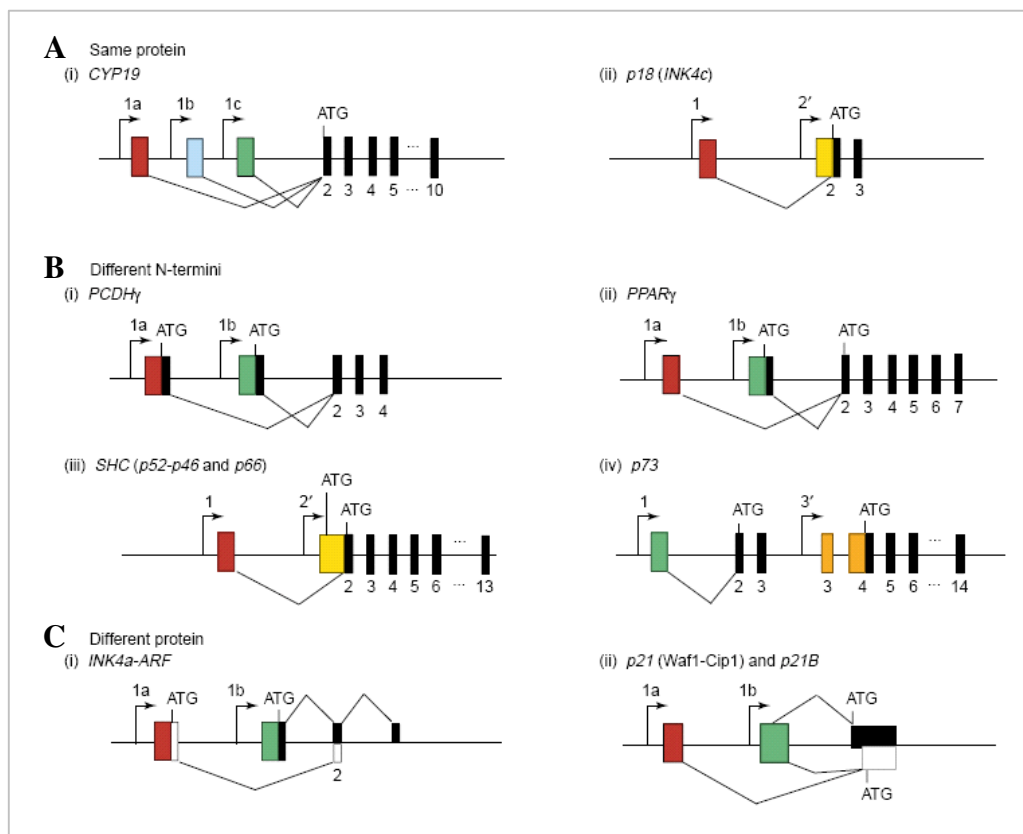 A Same protein
(i) CYP19
(ii) p18 (INK4c)
1a 1b 1c ATG
1 2′ ATG
...
2 3 4 5 ... 10
2 3
B Different N-termini
(i) PCDHγ
(ii) PPARγ
1a ATG 1b ATG
1a 1b ATG ATG
2 3 4
2 3 4 5 6 7
(iii) SHC (p52-p46 and p66)
(iv) p73
1 2′ ATG ATG
1 ATG 3′ ATG
...
...
2 3 4 5 6 ... 13
2 3 3 4 5 6 ... 14
C Different protein
(i) INK4a-ARF
(ii) p21 (Waf1-Cip1) and p21B
1a ATG 1b ATG
1a 1b ATG
2
ATG